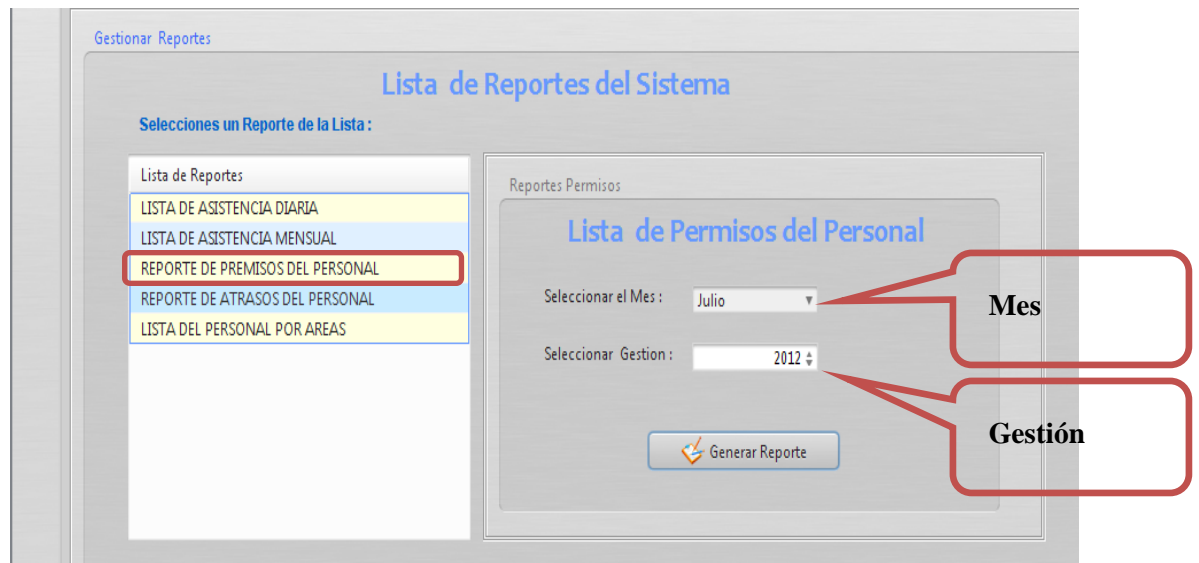 Gestionar Reportes
Lista de Reportes del Sistema
Selecciones un Reporte de la Lista :
Lista de Reportes
LISTA DE ASISTENCIA DIARIA
LISTA DE ASISTENCIA MENSUAL
REPORTE DE PREMISOS DEL PERSONAL
REPORTE DE ATRASOS DEL PERSONAL
LISTA DEL PERSONAL POR AREAS
Reportes Permisos
Lista de Permisos del Personal
Seleccionar el Mes : Julio
Seleccionar Gestion : 2012
Generar Reporte
Mes
Gestión